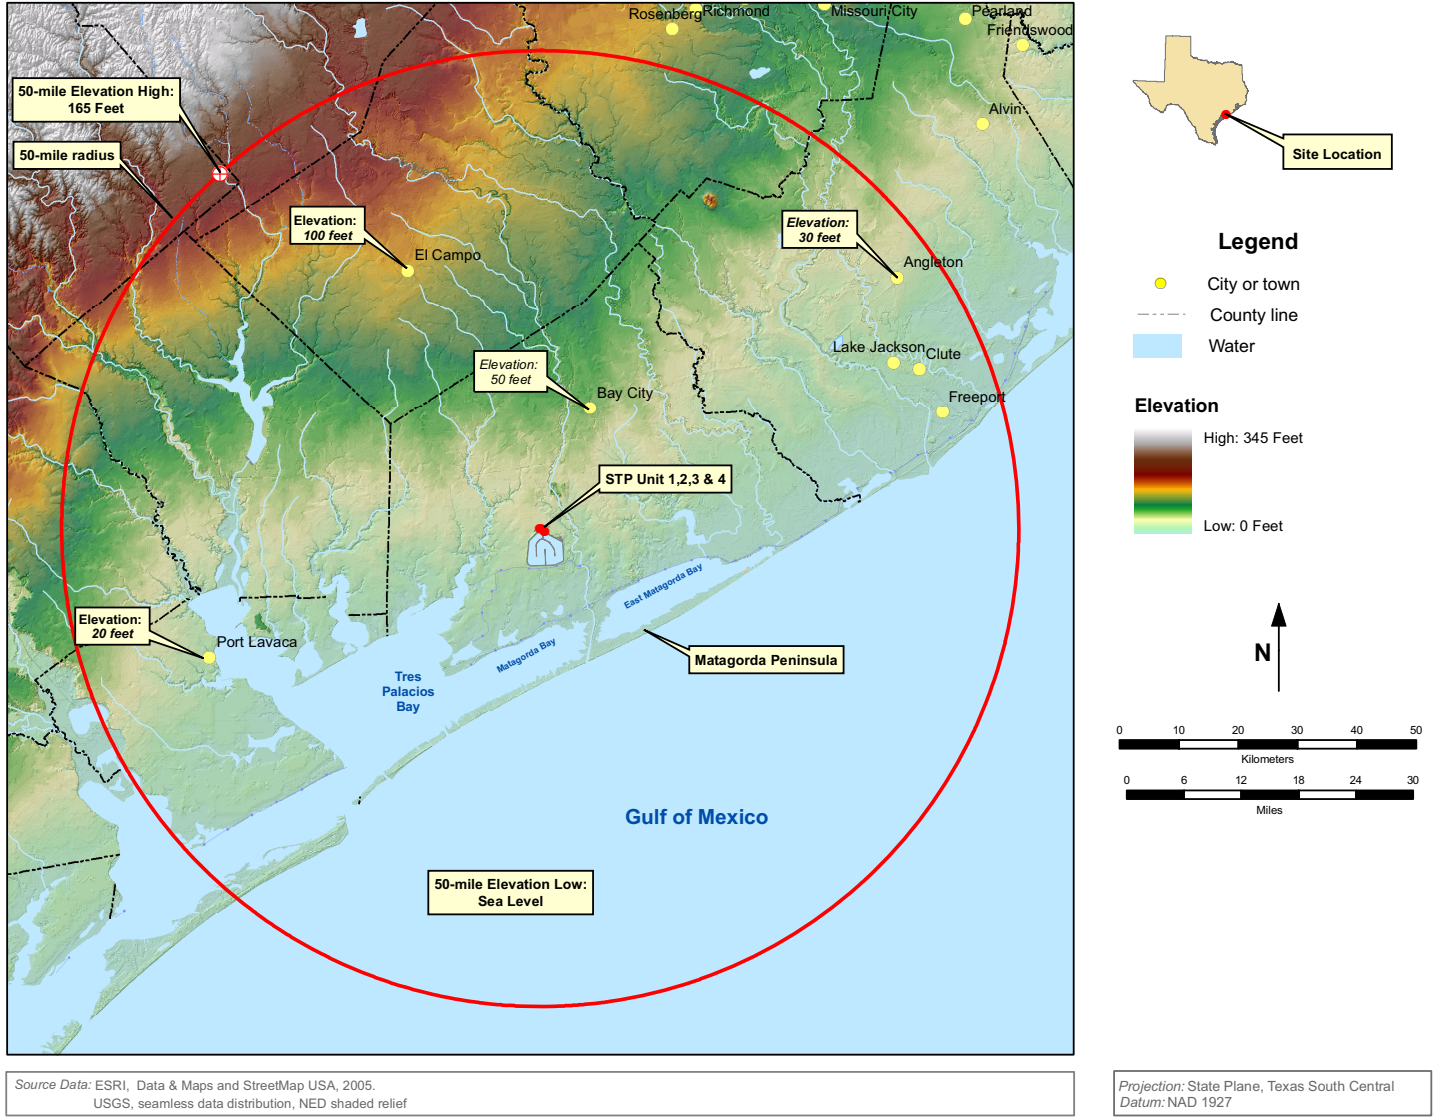 Rosenberg
Richmond
Missouri City
Pearland
Friendswood
50-mile Elevation High:
165 Feet
Alvin
50-mile radius
Elevation:
100 feet
El Campo
Elevation:
30 feet
Angleton
Lake Jackson
Clute
Elevation:
50 feet
Bay City
Freeport
STP Unit 1,2,3 & 4
East Matagorda Bay
Elevation:
20 feet
Port Lavaca
Matagorda Bay
Matagorda Peninsula
Tres
Palacios
Bay
Gulf of Mexico
50-mile Elevation Low:
Sea Level
Site Location
Legend
City or town
County line
Water
Elevation
High: 345 Feet
Low: 0 Feet
N
0 10 20 30 40 50
Kilometers
0 6 12 18 24 30
Miles
Source Data: ESRI, Data & Maps and StreetMap USA, 2005.
USGS, seamless data distribution, NED shaded relief
Projection: State Plane, Texas South Central
Datum: NAD 1927